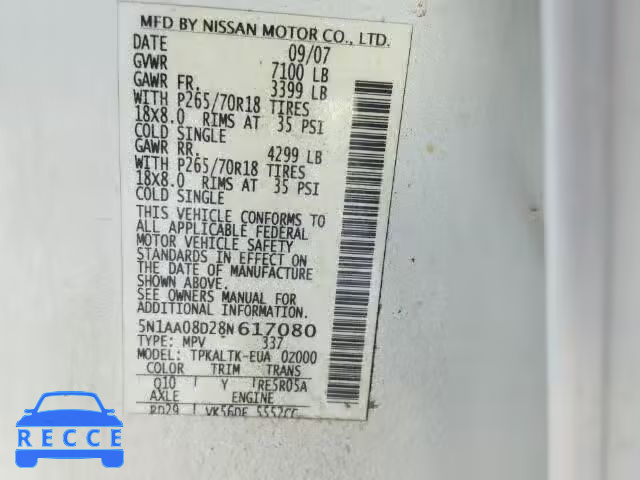 MFD BY NISSAN MOTOR CO., LTD.
DATE 09/07
GVWR 7100 LB
GAWR FR. 3399 LB
WITH P265/70R18 TIRES
18X8.0 RIMS AT 35 PSI
COLD SINGLE
GAWR RR. 4299 LB
WITH P265/70R18 TIRES
18X8.0 RIMS AT 35 PSI
COLD SINGLE
THIS VEHICLE CONFORMS TO
ALL APPLICABLE FEDERAL
MOTOR VEHICLE SAFETY
STANDARDS IN EFFECT ON
THE DATE OF MANUFACTURE
SHOWN ABOVE.
SEE OWNERS MANUAL FOR
ADDITIONAL INFORMATION.
5N1AA08D28N617080
TYPE: MPV 337
MODEL: TPKALTK-EUA 0Z000
COLOR TRIM TRANS
Q10 Y RE5R05A
AXLE ENGINE
RD29 VK56DE 5552CC